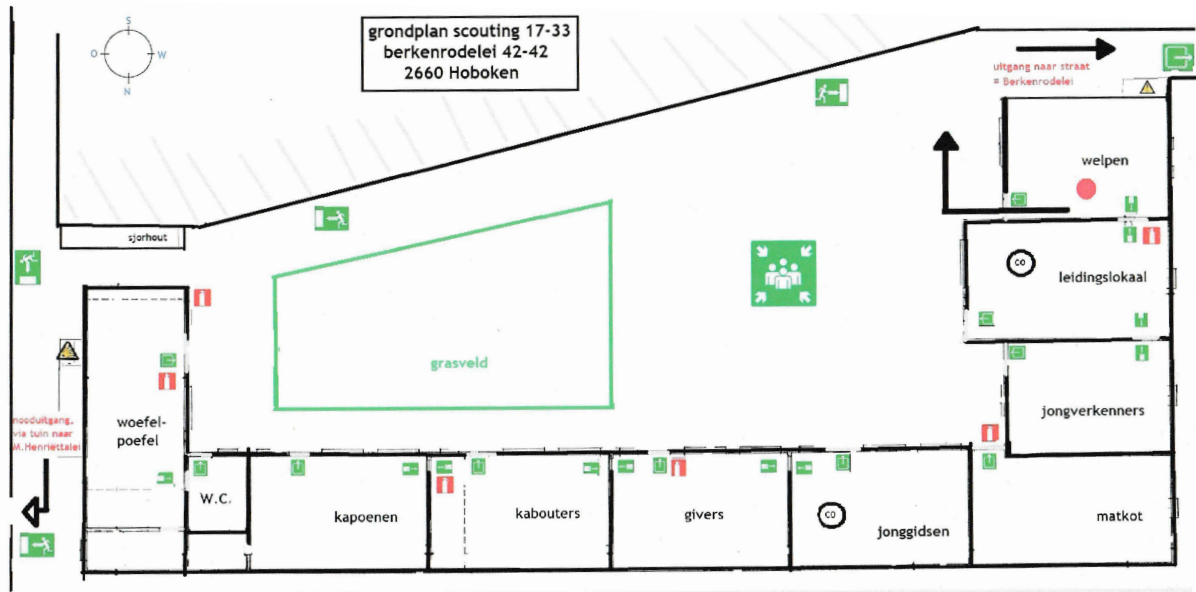 grondplan scouting 17-33
berkenrodelei 42-42
2660 Hoboken
S
O
W
N
uitgang naar straat
= Berkenrodelei
welpen
sjorhout
CO
leidingslokaal
grasveld
jongverkenners
nooduitgang,
via tuin naar
M.Henriëttalei
woefel-
poefel
W.C.
kapoenen
kabouters
givers
CO
jonggidsen
matkot